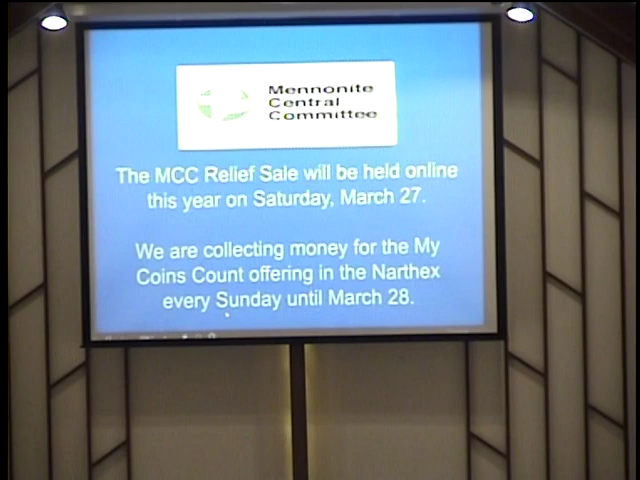 Mennonite
Central
Committee
The MCC Relief Sale will be held online
this year on Saturday, March 27.
We are collecting money for the My
Coins Count offering in the Narthex
every Sunday until March 28.